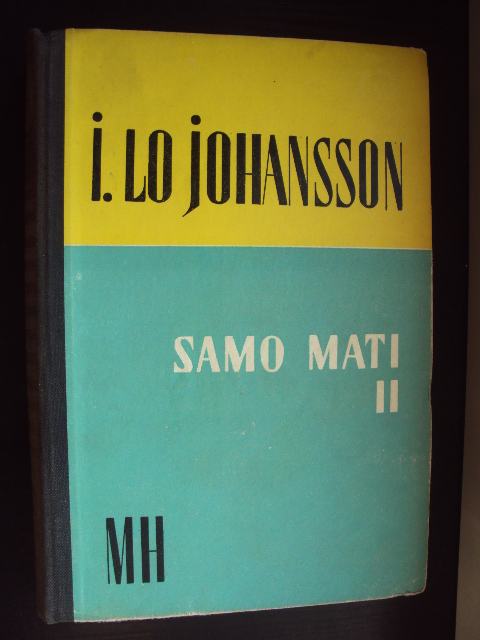 i. LO jOHANSSON
SAMO MATI
II
MH